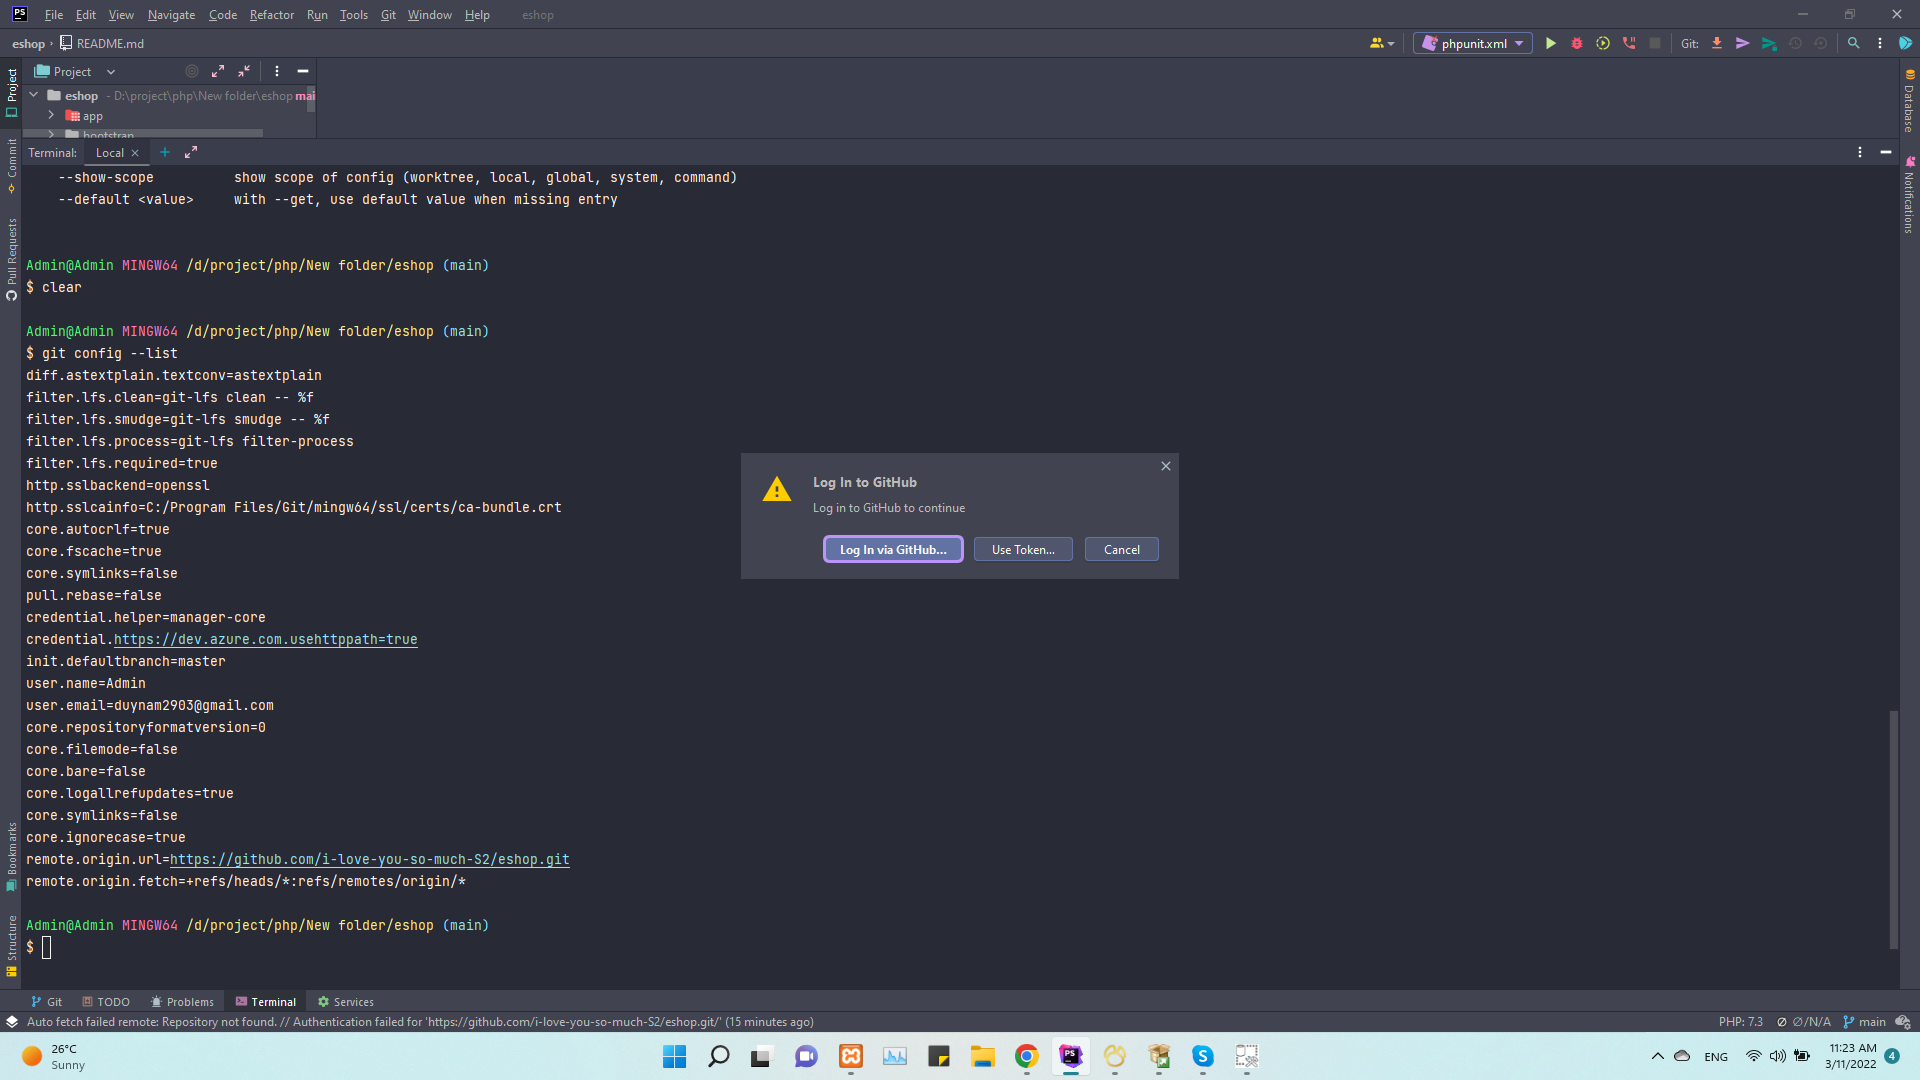 PS File Edit View Navigate Code Refactor Run Tools Git Window Help eshop
eshop › README.md
phpunit.xml
Git:
Project
eshop - D:\project\php\New folder\eshop mai
app
bootstrap
Terminal: Local
--show-scope show scope of config (worktree, local, global, system, command)
--default <value> with --get, use default value when missing entry
Admin@Admin MINGW64 /d/project/php/New folder/eshop (main)
$ clear
Admin@Admin MINGW64 /d/project/php/New folder/eshop (main)
$ git config --list
diff.astextplain.textconv=astextplain
filter.lfs.clean=git-lfs clean -- %f
filter.lfs.smudge=git-lfs smudge -- %f
filter.lfs.process=git-lfs filter-process
filter.lfs.required=true
http.sslbackend=openssl
http.sslcainfo=C:/Program Files/Git/mingw64/ssl/certs/ca-bundle.crt
core.autocrlf=true
core.fscache=true
core.symlinks=false
pull.rebase=false
credential.helper=manager-core
credential.https://dev.azure.com.usehttppath=true
init.defaultbranch=master
user.name=Admin
user.email=duynam2903@gmail.com
core.repositoryformatversion=0
core.filemode=false
core.bare=false
core.logallrefupdates=true
core.symlinks=false
core.ignorecase=true
remote.origin.url=https://github.com/i-love-you-so-much-S2/eshop.git
remote.origin.fetch=+refs/heads/*:refs/remotes/origin/*
Admin@Admin MINGW64 /d/project/php/New folder/eshop (main)
$
Log In to GitHub
Log in to GitHub to continue
Log In via GitHub...
Use Token...
Cancel
Project
Commit
Pull Requests
Bookmarks
Structure
Database
Notifications
Git TODO Problems Terminal Services
Auto fetch failed remote: Repository not found. // Authentication failed for 'https://github.com/i-love-you-so-much-S2/eshop.git/' (15 minutes ago)
PHP: 7.3 Ø/N/A main
26°C
Sunny
PS
S
ENG
11:23 AM
3/11/2022
4